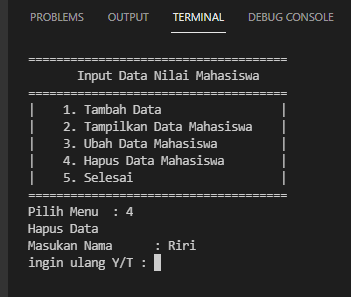 PROBLEMS OUTPUT TERMINAL DEBUG CONSOLE
=====================================
Input Data Nilai Mahasiswa
=====================================
| 1. Tambah Data |
| 2. Tampilkan Data Mahasiswa |
| 3. Ubah Data Mahasiswa |
| 4. Hapus Data Mahasiswa |
| 5. Selesai |
=====================================
Pilih Menu : 4
Hapus Data
Masukan Nama : Riri
ingin ulang Y/T :